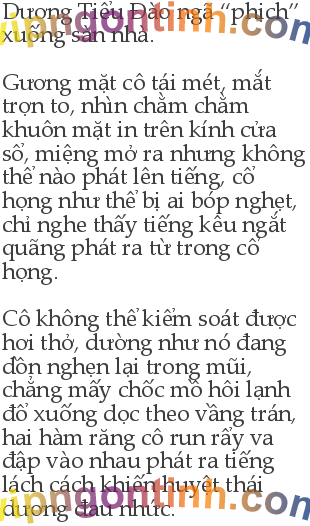 Dương Tiểu Đào ngã “phịch”
xuống sàn nhà.
Gương mặt cô tái mét, mắt
trợn to, nhìn chằm chằm
khuôn mặt in trên kính cửa
sổ, miệng mở ra nhưng không
thể nào phát lên tiếng, cổ
họng như thể bị ai bóp nghẹt,
chỉ nghe thấy tiếng kêu ngắt
quãng phát ra từ trong cổ
họng.
Cô không thể kiểm soát được
hơi thở, dường như nó đang
dồn nghẹn lại trong mũi,
chẳng mấy chốc mồ hôi lạnh
đổ xuống dọc theo vầng trán,
hai hàm răng cô run rẩy va
đập vào nhau phát ra tiếng
lách cách khiến huyệt thái
dương đau nhức.
vipngontinh.com
vipngontinh.com